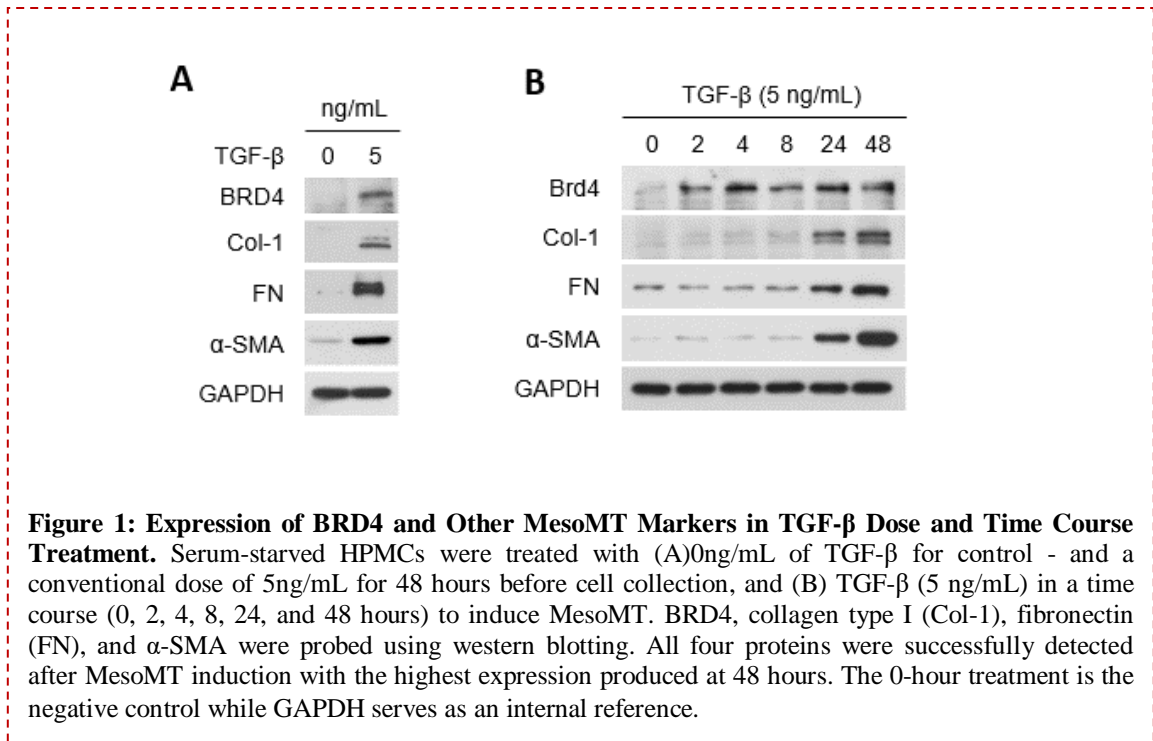 A
ng/mL
TGF-β 0 5
BRD4
Col-1
FN
α-SMA
GAPDH
B
TGF-β (5 ng/mL)
0 2 4 8 24 48
Brd4
Col-1
FN
α-SMA
GAPDH
Figure 1: Expression of BRD4 and Other MesoMT Markers in TGF-β Dose and Time Course
Treatment. Serum-starved HPMCs were treated with (A)0ng/mL of TGF-β for control - and a
conventional dose of 5ng/mL for 48 hours before cell collection, and (B) TGF-β (5 ng/mL) in a time
course (0, 2, 4, 8, 24, and 48 hours) to induce MesoMT. BRD4, collagen type I (Col-1), fibronectin
(FN), and α-SMA were probed using western blotting. All four proteins were successfully detected
after MesoMT induction with the highest expression produced at 48 hours. The 0-hour treatment is the
negative control while GAPDH serves as an internal reference.